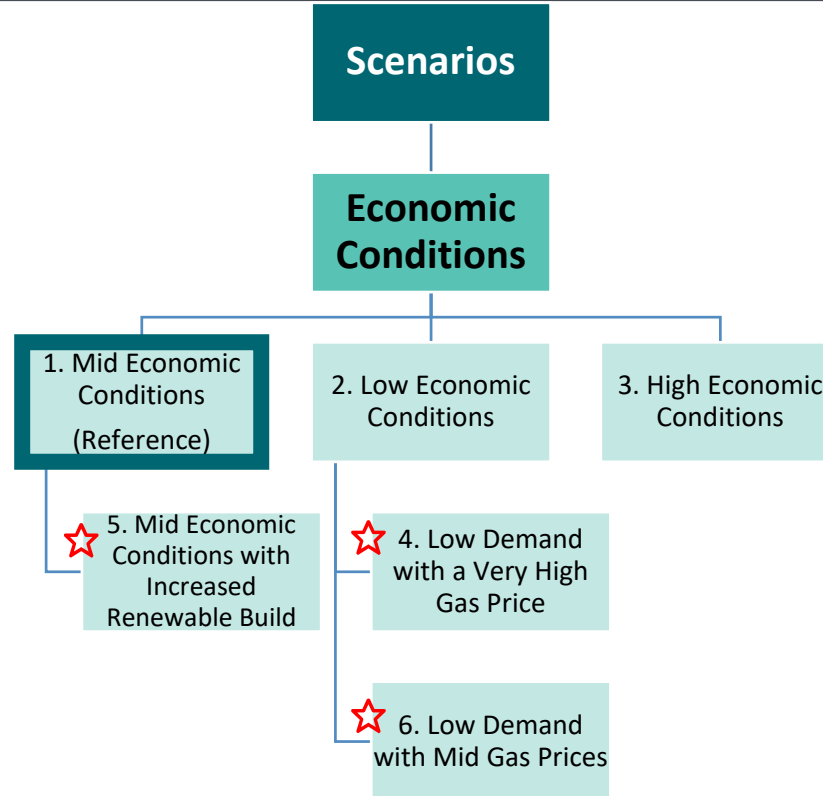 Scenarios
Economic
Conditions
1. Mid Economic
Conditions
(Reference)
2. Low Economic
Conditions
3. High Economic
Conditions
5. Mid Economic
Conditions with
Increased
Renewable Build
4. Low Demand
with a Very High
Gas Price
6. Low Demand
with Mid Gas Prices